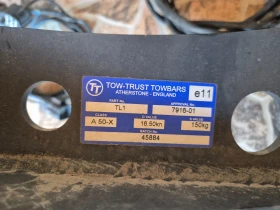 TT
TOW-TRUST TOWBARS
ATHERSTONE - ENGLAND
e11
PART No. APPROVAL No.
TL1 7918-01
CLASS D VALUE S VALUE
A 50-X 16.50kn 150kg
BATCH No.
45884